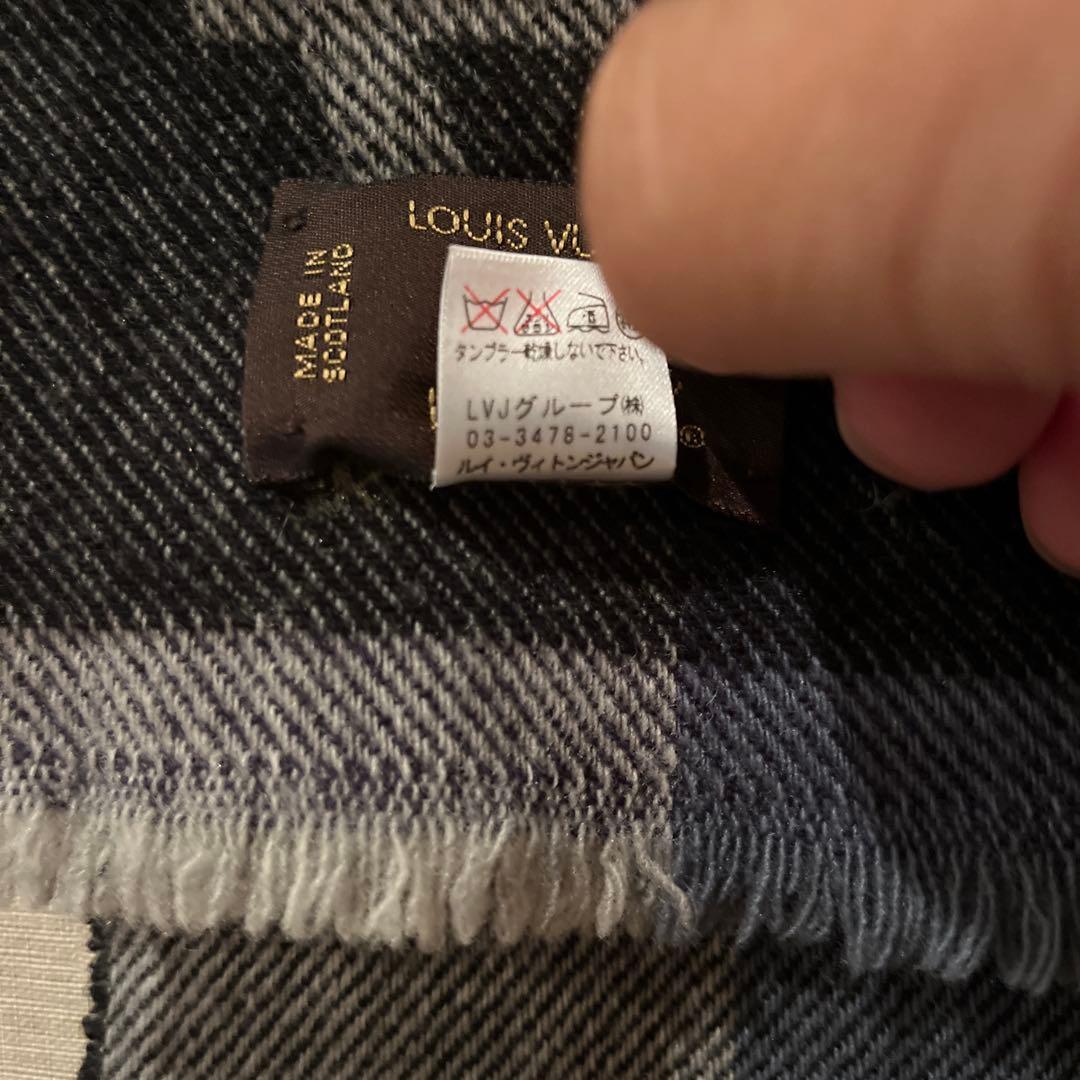 LOUIS
MADE IN
SCOTLAND
タンブラー乾燥しないで下さい。
LVJグループ㈱
03-3478-2100
ルイ・ヴィトンジャパン
®